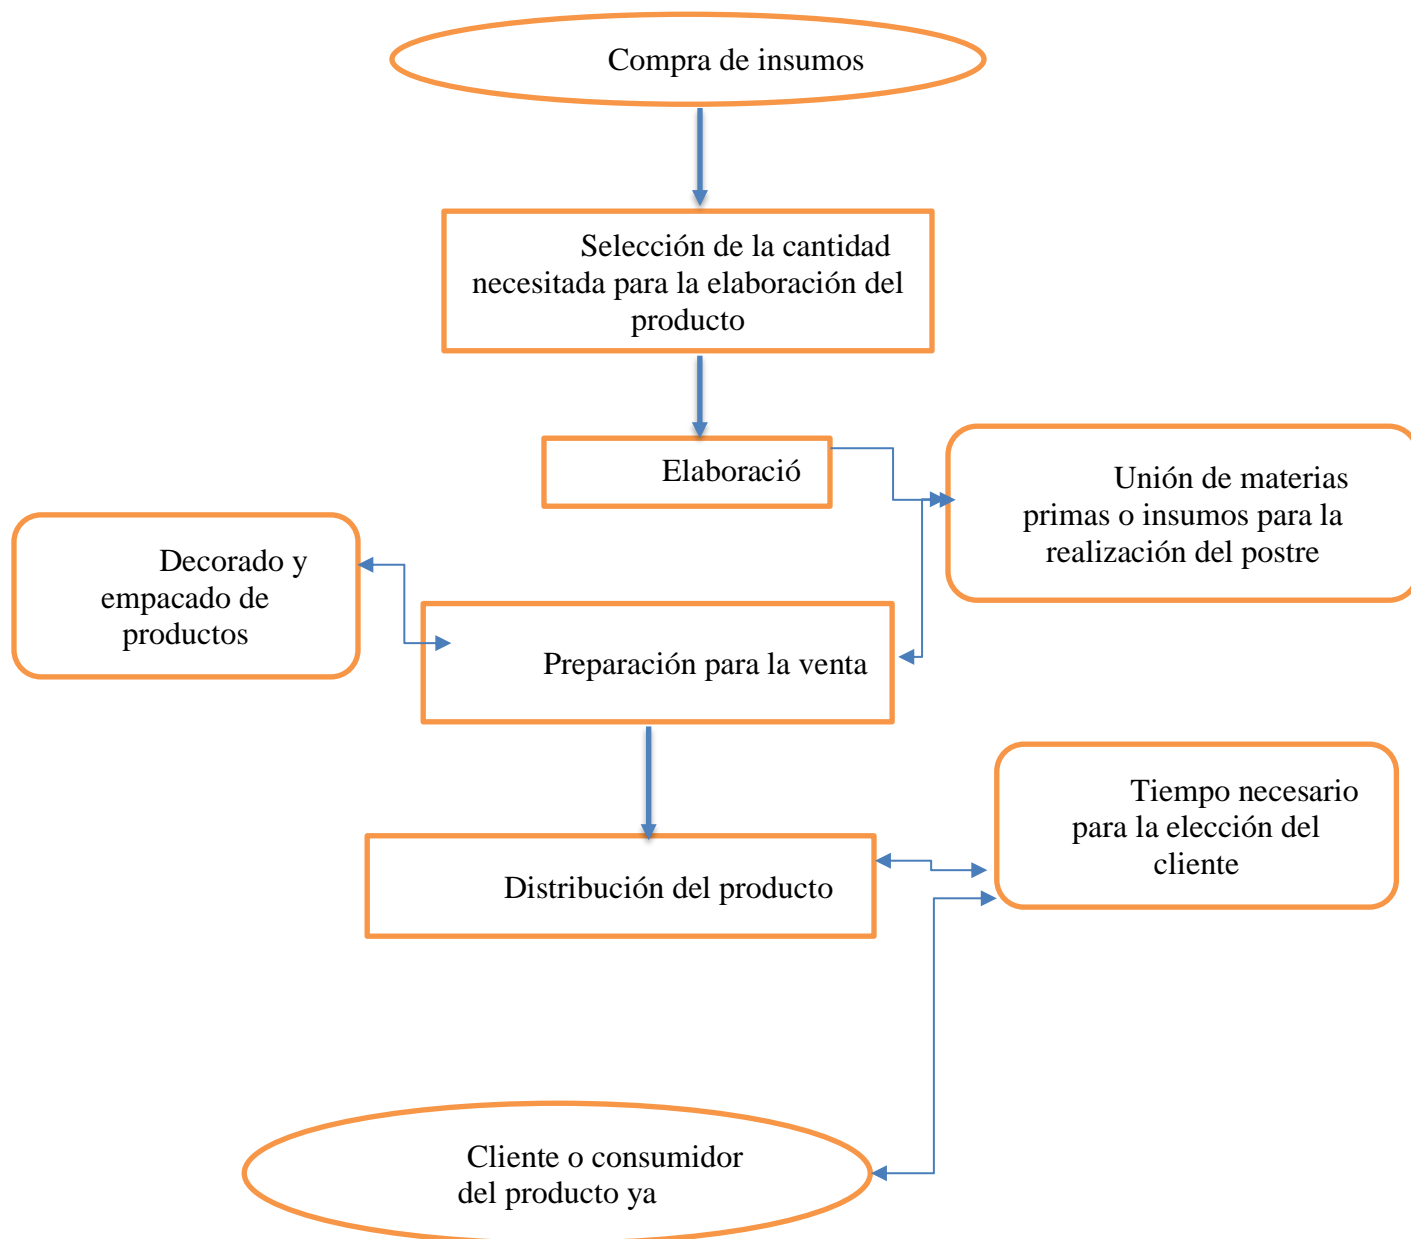 Compra de insumos
Selección de la cantidad
necesitada para la elaboración del
producto
Elaboració
Unión de materias
primas o insumos para la
realización del postre
Decorado y
empacado de
productos
Preparación para la venta
Tiempo necesario
para la elección del
cliente
Distribución del producto
Cliente o consumidor
del producto ya